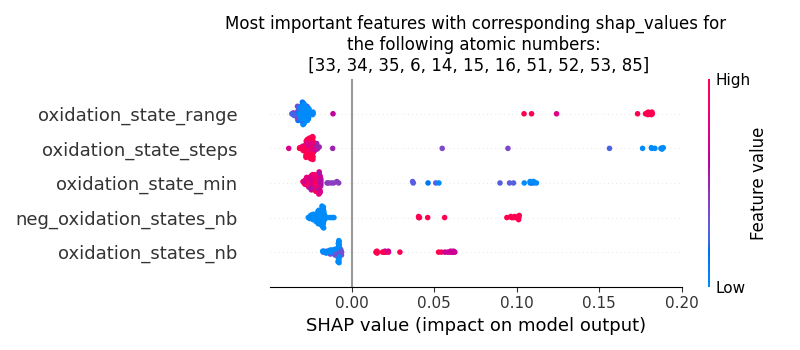 Most important features with corresponding shap_values for
the following atomic numbers:
[33, 34, 35, 6, 14, 15, 16, 51, 52, 53, 85]
High
oxidation_state_range
oxidation_state_steps
oxidation_state_min
neg_oxidation_states_nb
oxidation_states_nb
Feature value
Low
0.00 0.05 0.10 0.15 0.20
SHAP value (impact on model output)